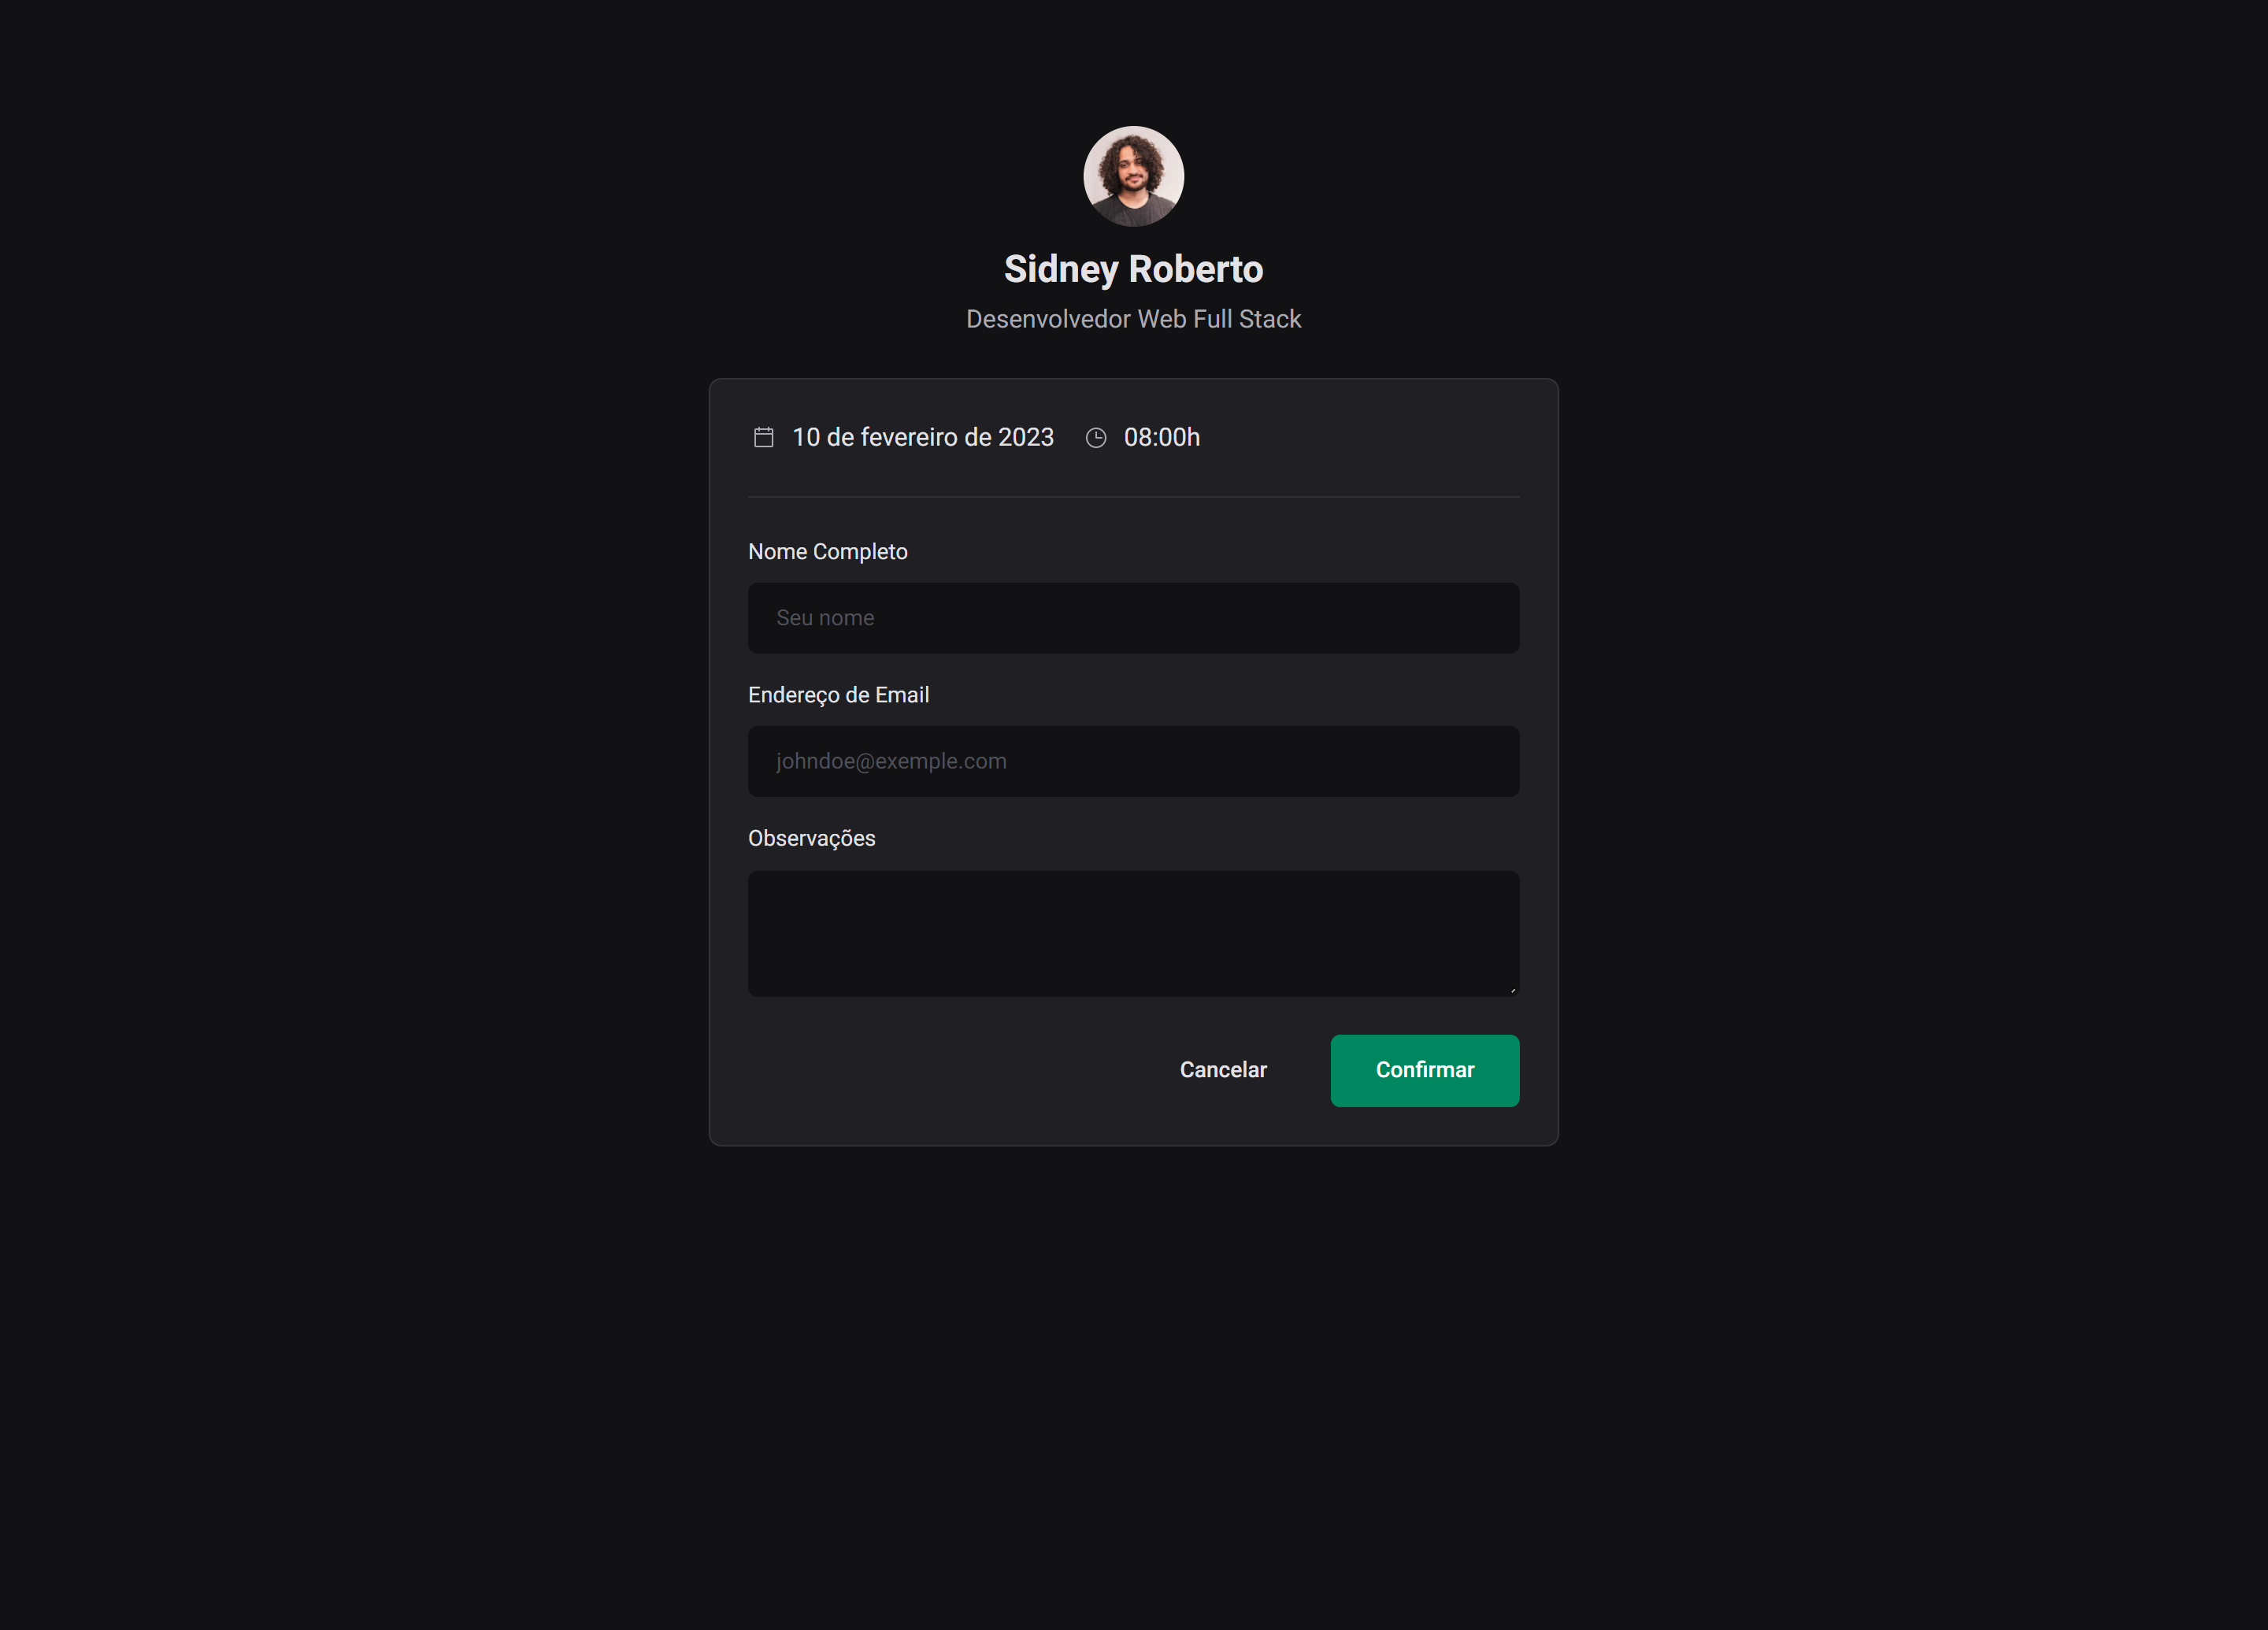 Sidney Roberto
Desenvolvedor Web Full Stack
10 de fevereiro de 2023 08:00h
Nome Completo
Seu nome
Endereço de Email
johndoe@exemple.com
Observações
Cancelar Confirmar